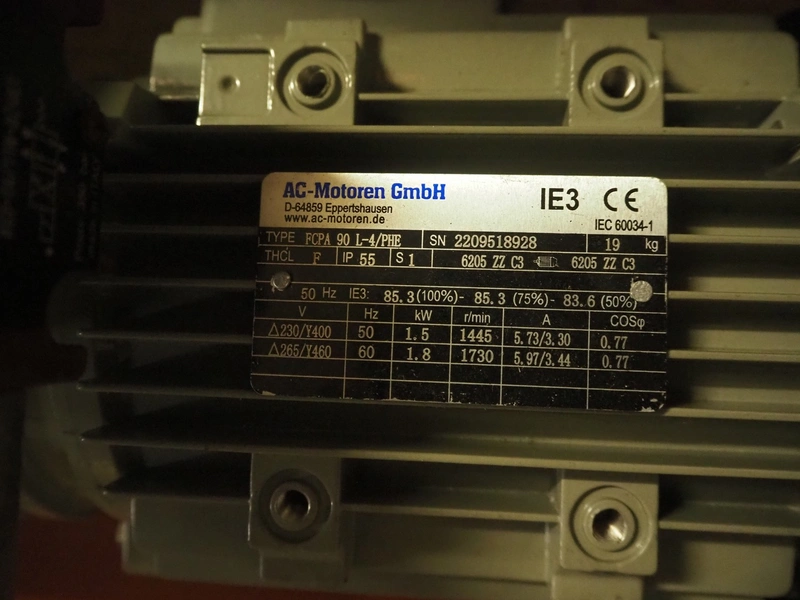 AC-Motoren GmbH
D-64859 Eppertshausen
www.ac-motoren.de
IE3 CE
IEC 60034-1
TYPE FCPA 90 L-4/PHE SN 2209518928 19 kg
THCL F IP 55 S 1 6205 ZZ C3 6205 ZZ C3
50 Hz IE3: 85.3 (100%) - 85.3 (75%) - 83.6 (50%)
V Hz kW r/min A COSφ
△230/Y400 50 1.5 1445 5.73/3.30 0.77
△265/Y460 60 1.8 1730 5.97/3.44 0.77